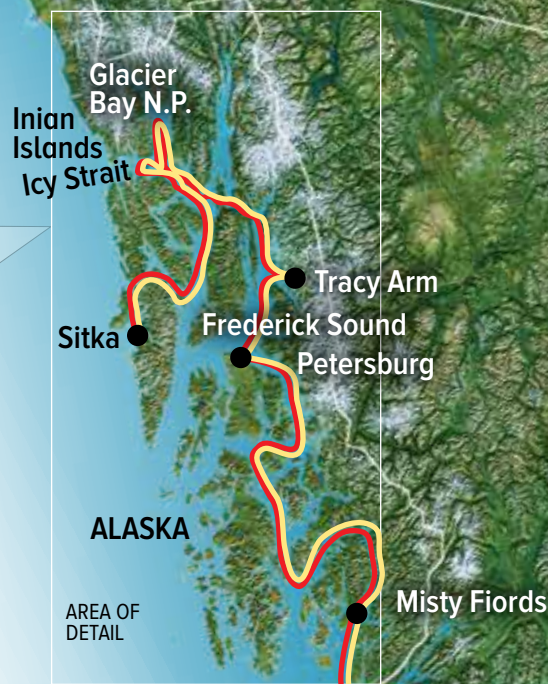 Glacier
Bay N.P.
Inian
Islands
Icy Strait
Tracy Arm
Frederick Sound
Sitka
Petersburg
ALASKA
Misty Fiords
AREA OF
DETAIL